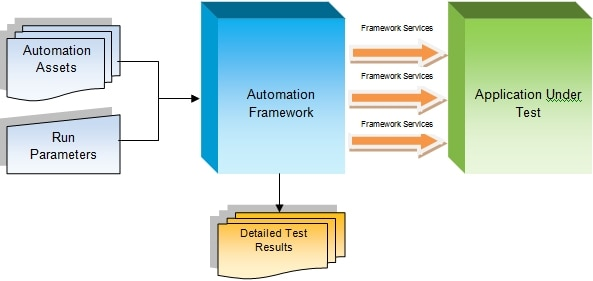 Automation
Assets
Run
Parameters
Automation
Framework
Framework Services
Framework Services
Framework Services
Application Under
Test
Detailed Test
Results